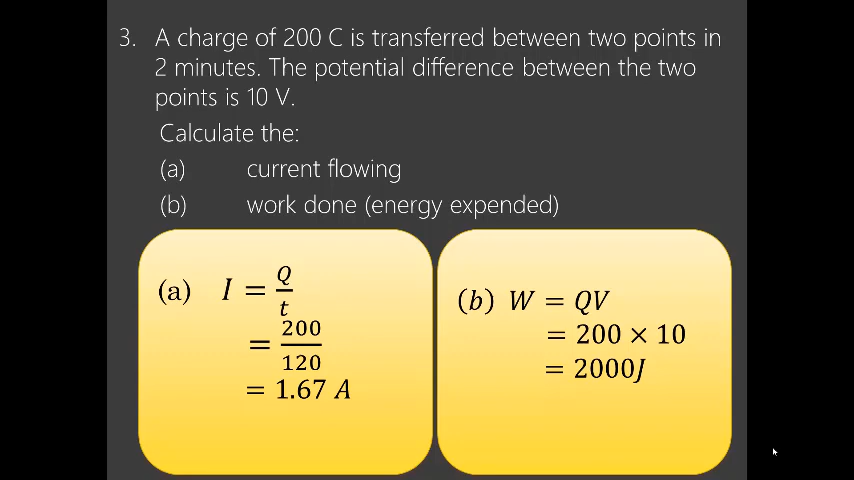 3. A charge of 200 C is transferred between two points in
2 minutes. The potential difference between the two
points is 10 V.
Calculate the:
(a) current flowing
(b) work done (energy expended)
(a) I = Q/t
= 200/120
= 1.67 A
(b) W = QV
= 200 × 10
= 2000J